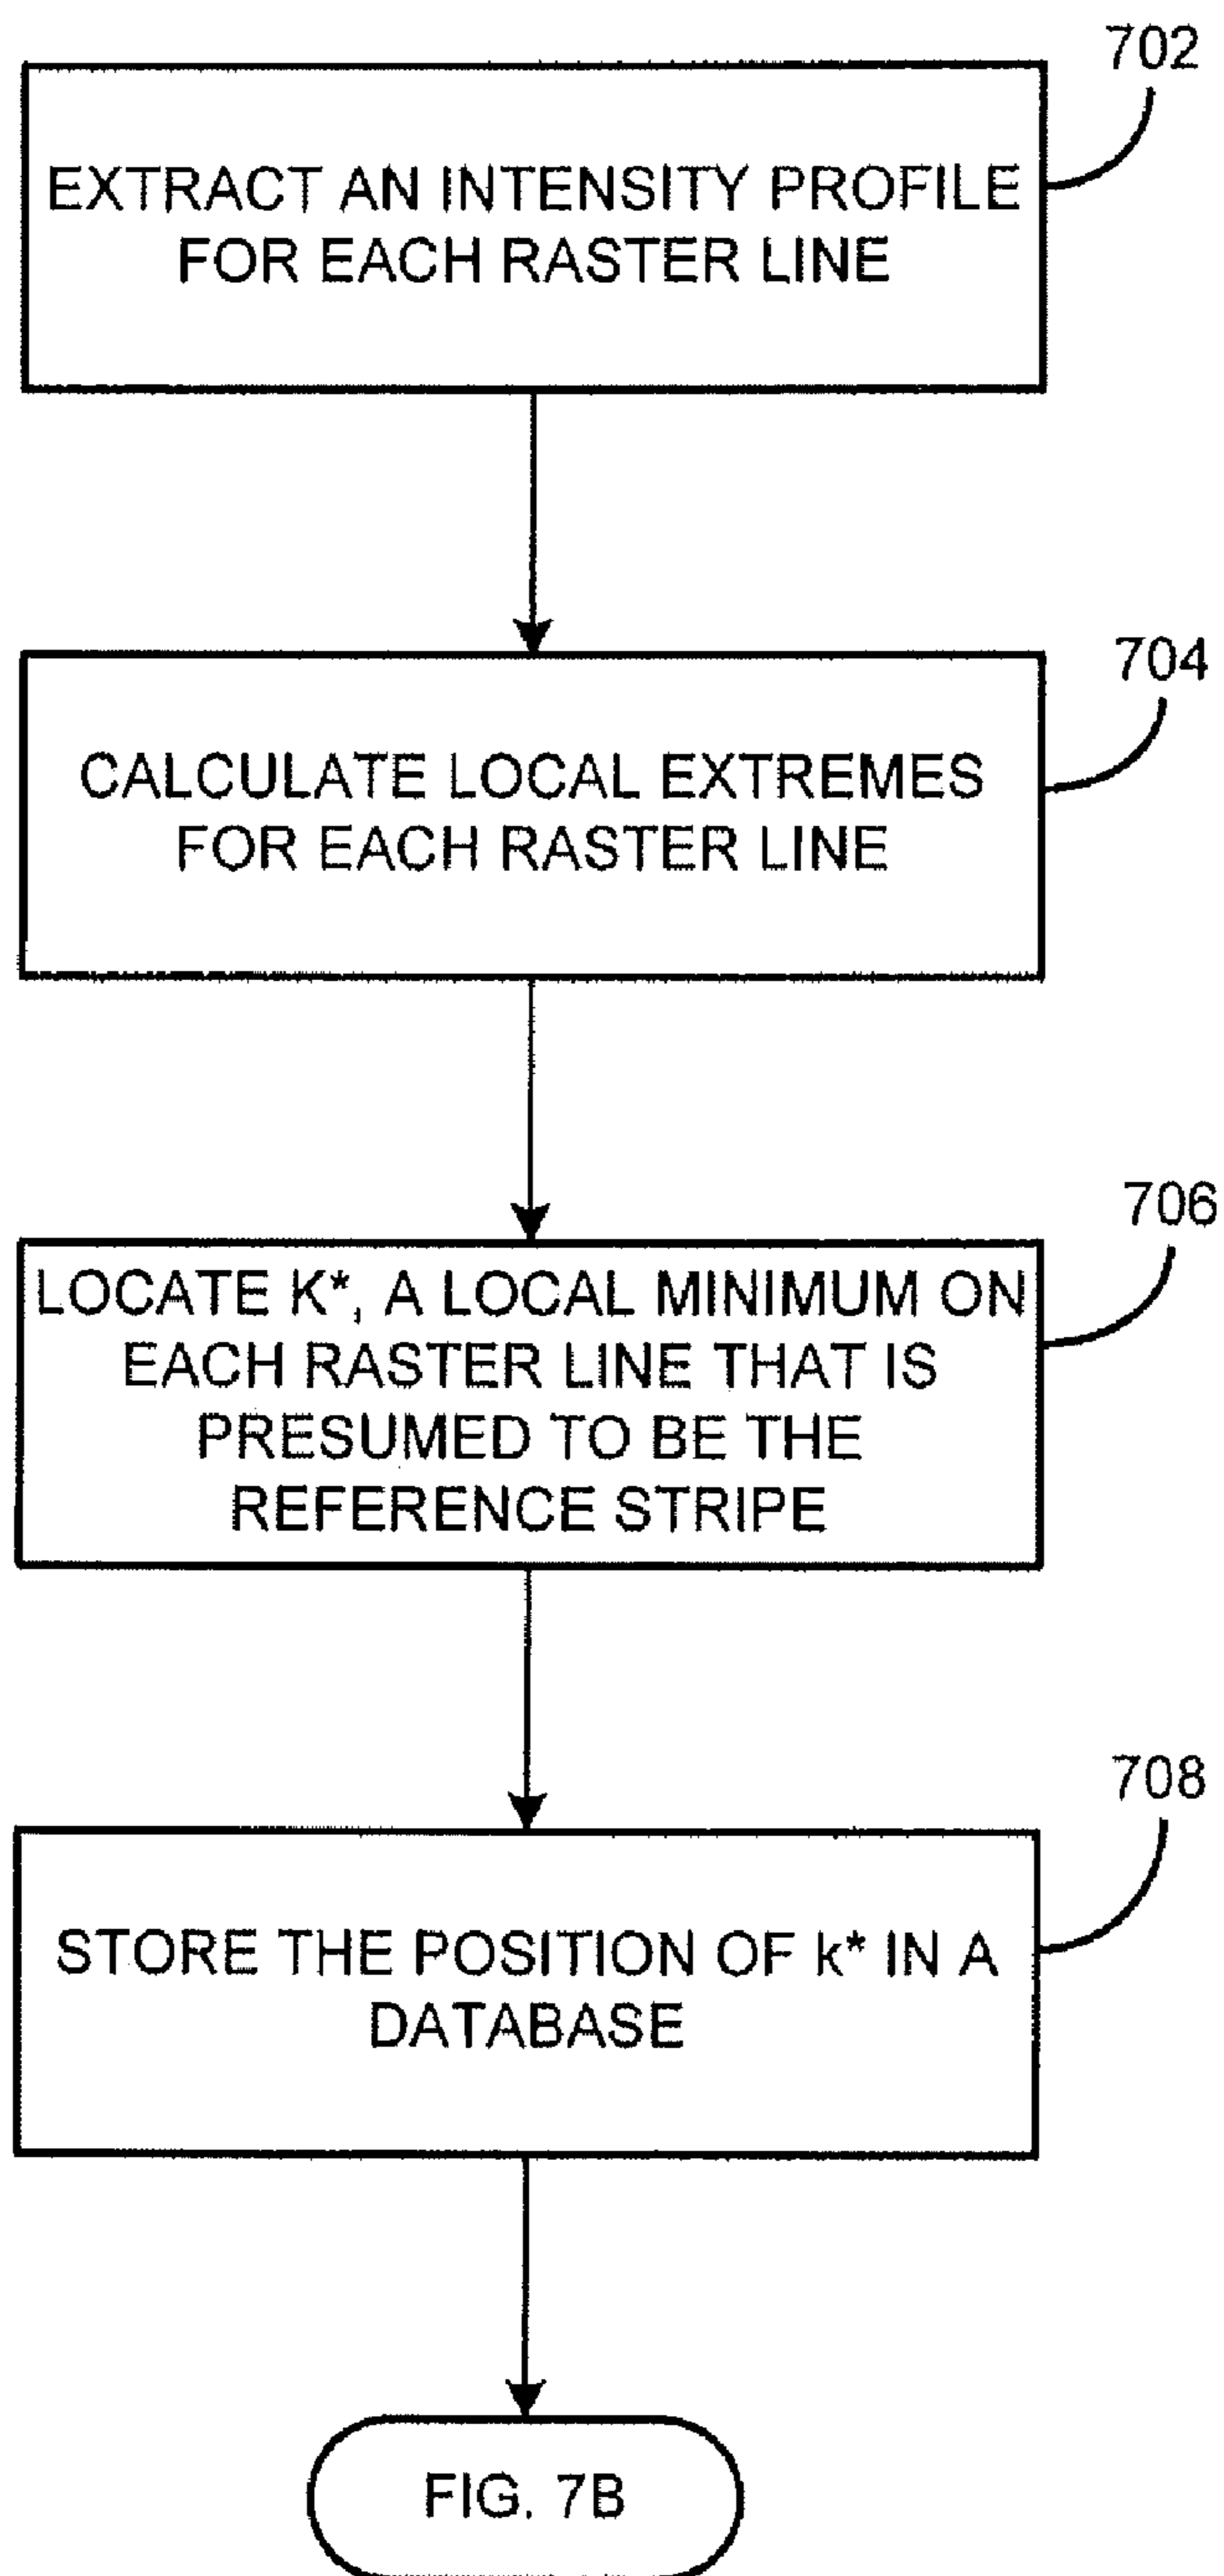 702
EXTRACT AN INTENSITY PROFILE
FOR EACH RASTER LINE
704
CALCULATE LOCAL EXTREMES
FOR EACH RASTER LINE
706
LOCATE K*, A LOCAL MINIMUM ON
EACH RASTER LINE THAT IS
PRESUMED TO BE THE
REFERENCE STRIPE
708
STORE THE POSITION OF k* IN A
DATABASE
FIG. 7B